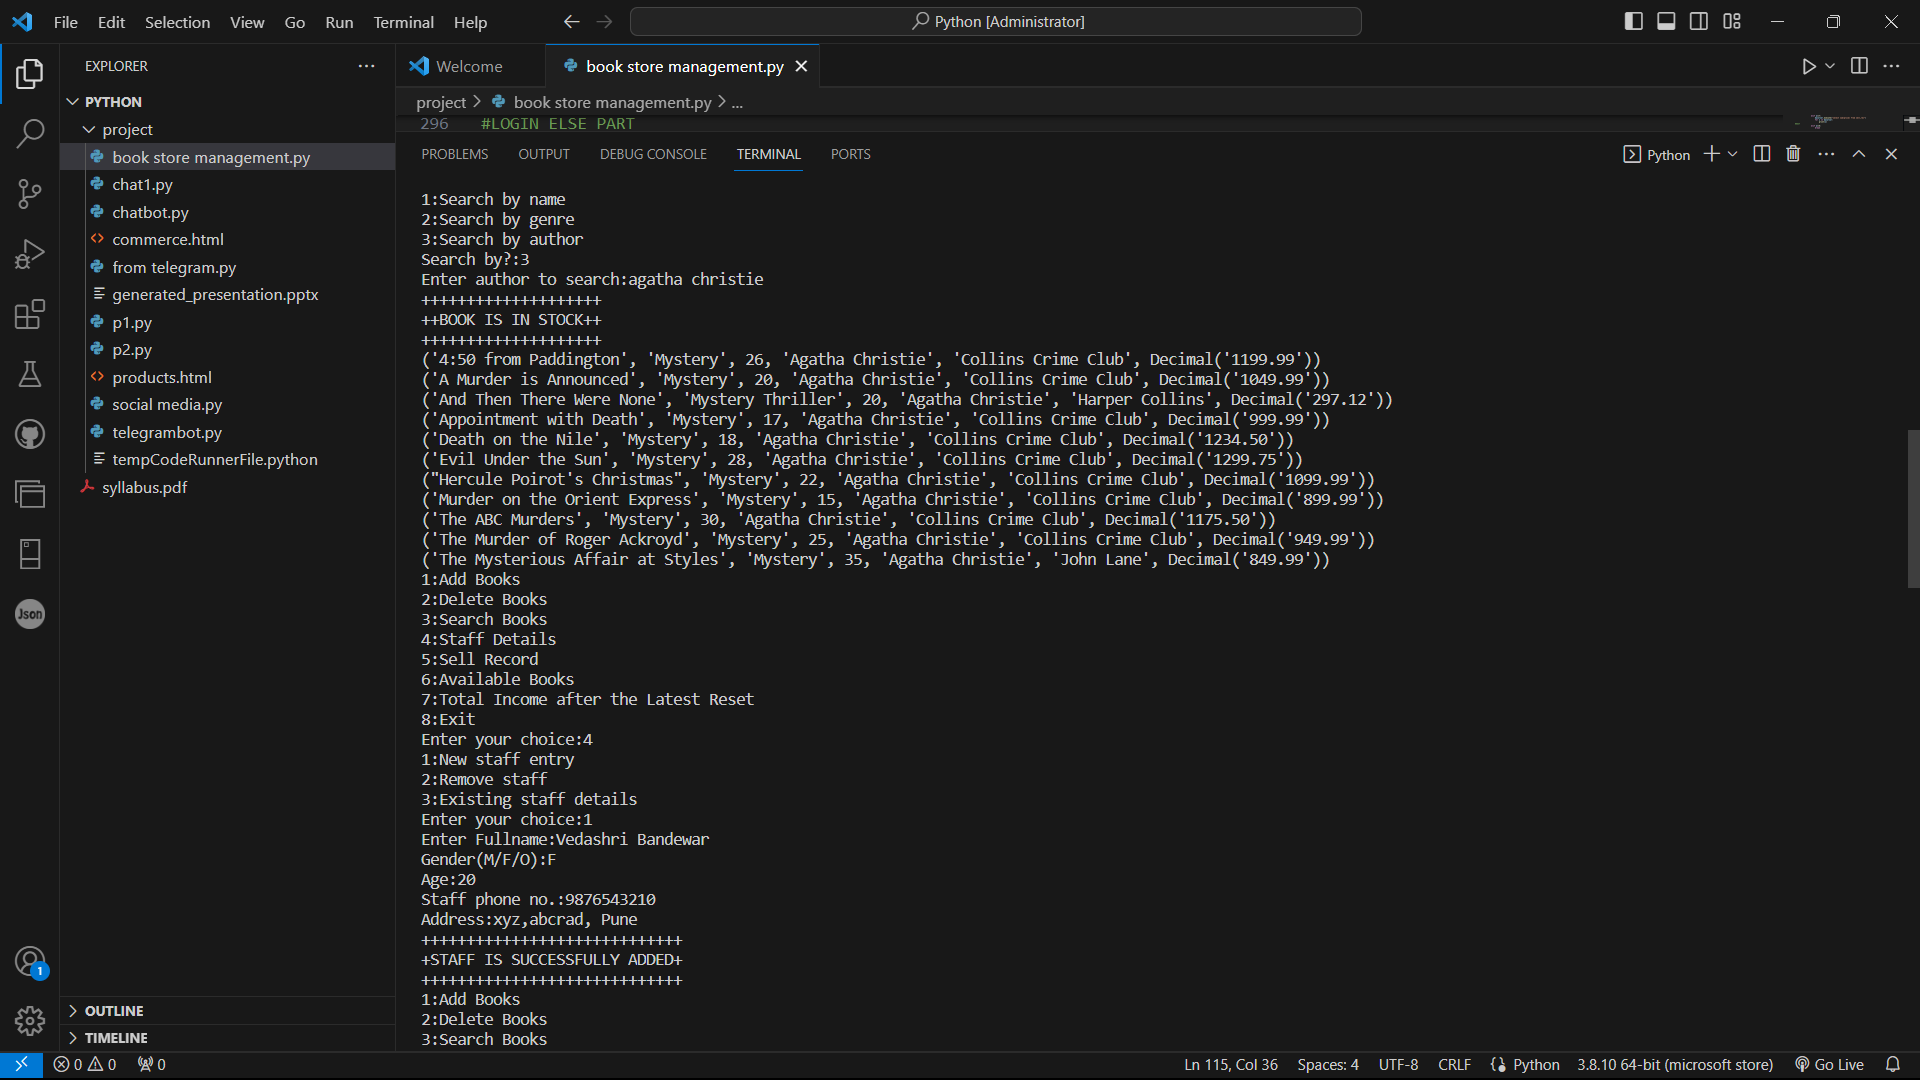 File Edit Selection View Go Run Terminal Help
Python [Administrator]
EXPLORER
PYTHON
project
book store management.py
chat1.py
chatbot.py
commerce.html
from telegram.py
generated_presentation.pptx
p1.py
p2.py
products.html
social media.py
telegrambot.py
tempCodeRunnerFile.python
syllabus.pdf
OUTLINE
TIMELINE
Json
1
Welcome
book store management.py
project > book store management.py > ...
296 #LOGIN ELSE PART
PROBLEMS OUTPUT DEBUG CONSOLE TERMINAL PORTS
Python
1:Search by name
2:Search by genre
3:Search by author
Search by?:3
Enter author to search:agatha christie
++++++++++++++++++++
++BOOK IS IN STOCK++
++++++++++++++++++++
('4:50 from Paddington', 'Mystery', 26, 'Agatha Christie', 'Collins Crime Club', Decimal('1199.99'))
('A Murder is Announced', 'Mystery', 20, 'Agatha Christie', 'Collins Crime Club', Decimal('1049.99'))
('And Then There Were None', 'Mystery Thriller', 20, 'Agatha Christie', 'Harper Collins', Decimal('297.12'))
('Appointment with Death', 'Mystery', 17, 'Agatha Christie', 'Collins Crime Club', Decimal('999.99'))
('Death on the Nile', 'Mystery', 18, 'Agatha Christie', 'Collins Crime Club', Decimal('1234.50'))
('Evil Under the Sun', 'Mystery', 28, 'Agatha Christie', 'Collins Crime Club', Decimal('1299.75'))
("Hercule Poirot's Christmas", 'Mystery', 22, 'Agatha Christie', 'Collins Crime Club', Decimal('1099.99'))
('Murder on the Orient Express', 'Mystery', 15, 'Agatha Christie', 'Collins Crime Club', Decimal('899.99'))
('The ABC Murders', 'Mystery', 30, 'Agatha Christie', 'Collins Crime Club', Decimal('1175.50'))
('The Murder of Roger Ackroyd', 'Mystery', 25, 'Agatha Christie', 'Collins Crime Club', Decimal('949.99'))
('The Mysterious Affair at Styles', 'Mystery', 35, 'Agatha Christie', 'John Lane', Decimal('849.99'))
1:Add Books
2:Delete Books
3:Search Books
4:Staff Details
5:Sell Record
6:Available Books
7:Total Income after the Latest Reset
8:Exit
Enter your choice:4
1:New staff entry
2:Remove staff
3:Existing staff details
Enter your choice:1
Enter Fullname:Vedashri Bandewar
Gender(M/F/O):F
Age:20
Staff phone no.:9876543210
Address:xyz,abcrad, Pune
+++++++++++++++++++++++++++++
+STAFF IS SUCCESSFULLY ADDED+
+++++++++++++++++++++++++++++
1:Add Books
2:Delete Books
3:Search Books
0 0 0 Ln 115, Col 36 Spaces: 4 UTF-8 CRLF Python 3.8.10 64-bit (microsoft store) Go Live